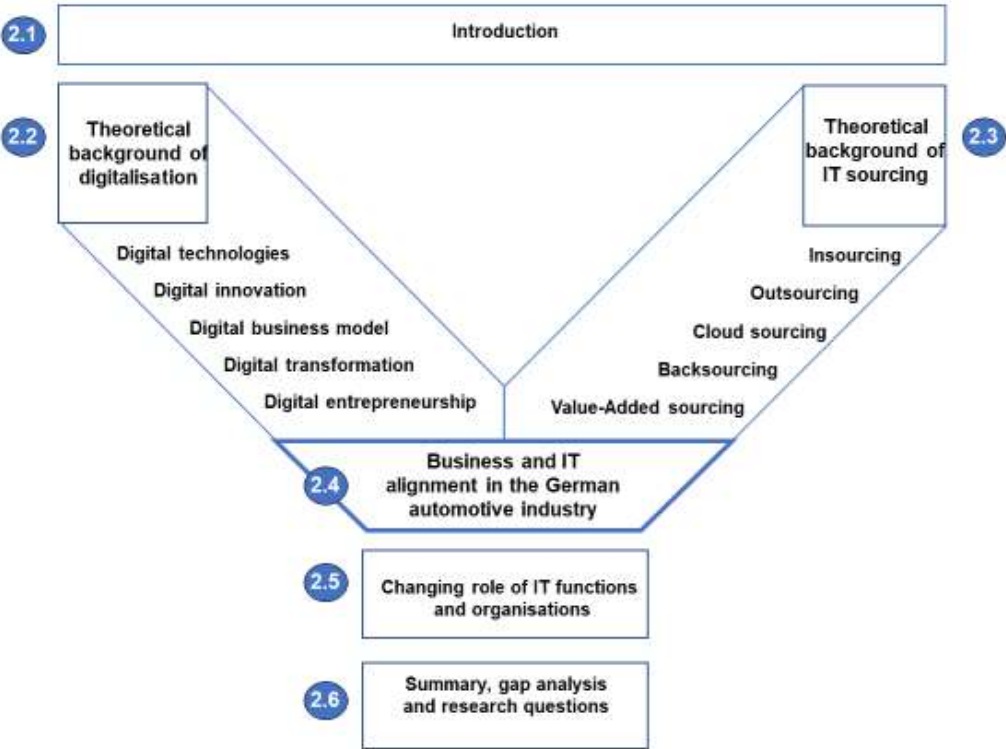 2.1
Introduction
2.2
Theoretical
background of
digitalisation
Digital technologies
Digital innovation
Digital business model
Digital transformation
Digital entrepreneurship
Theoretical
background of
IT sourcing
2.3
Insourcing
Outsourcing
Cloud sourcing
Backsourcing
Value-Added sourcing
2.4
Business and IT
alignment in the German
automotive industry
2.5
Changing role of IT functions
and organisations
2.6
Summary, gap analysis
and research questions